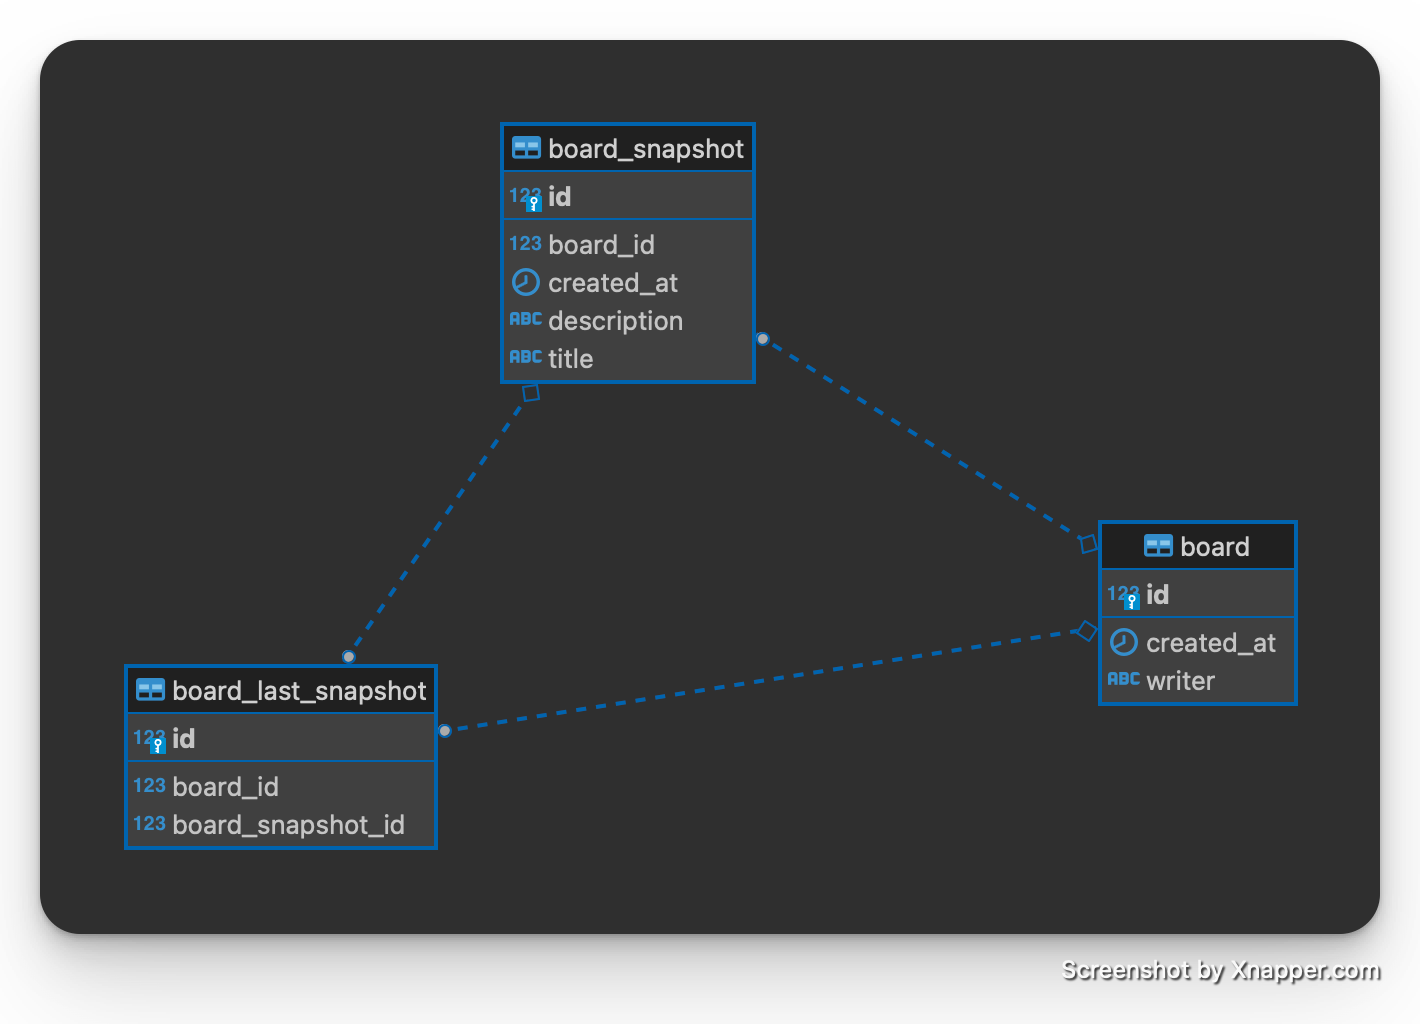 board_snapshot
123 id
123 board_id
created_at
ABC description
ABC title
board
123 id
created_at
ABC writer
board_last_snapshot
123 id
123 board_id
123 board_snapshot_id
Screenshot by Xnapper.com